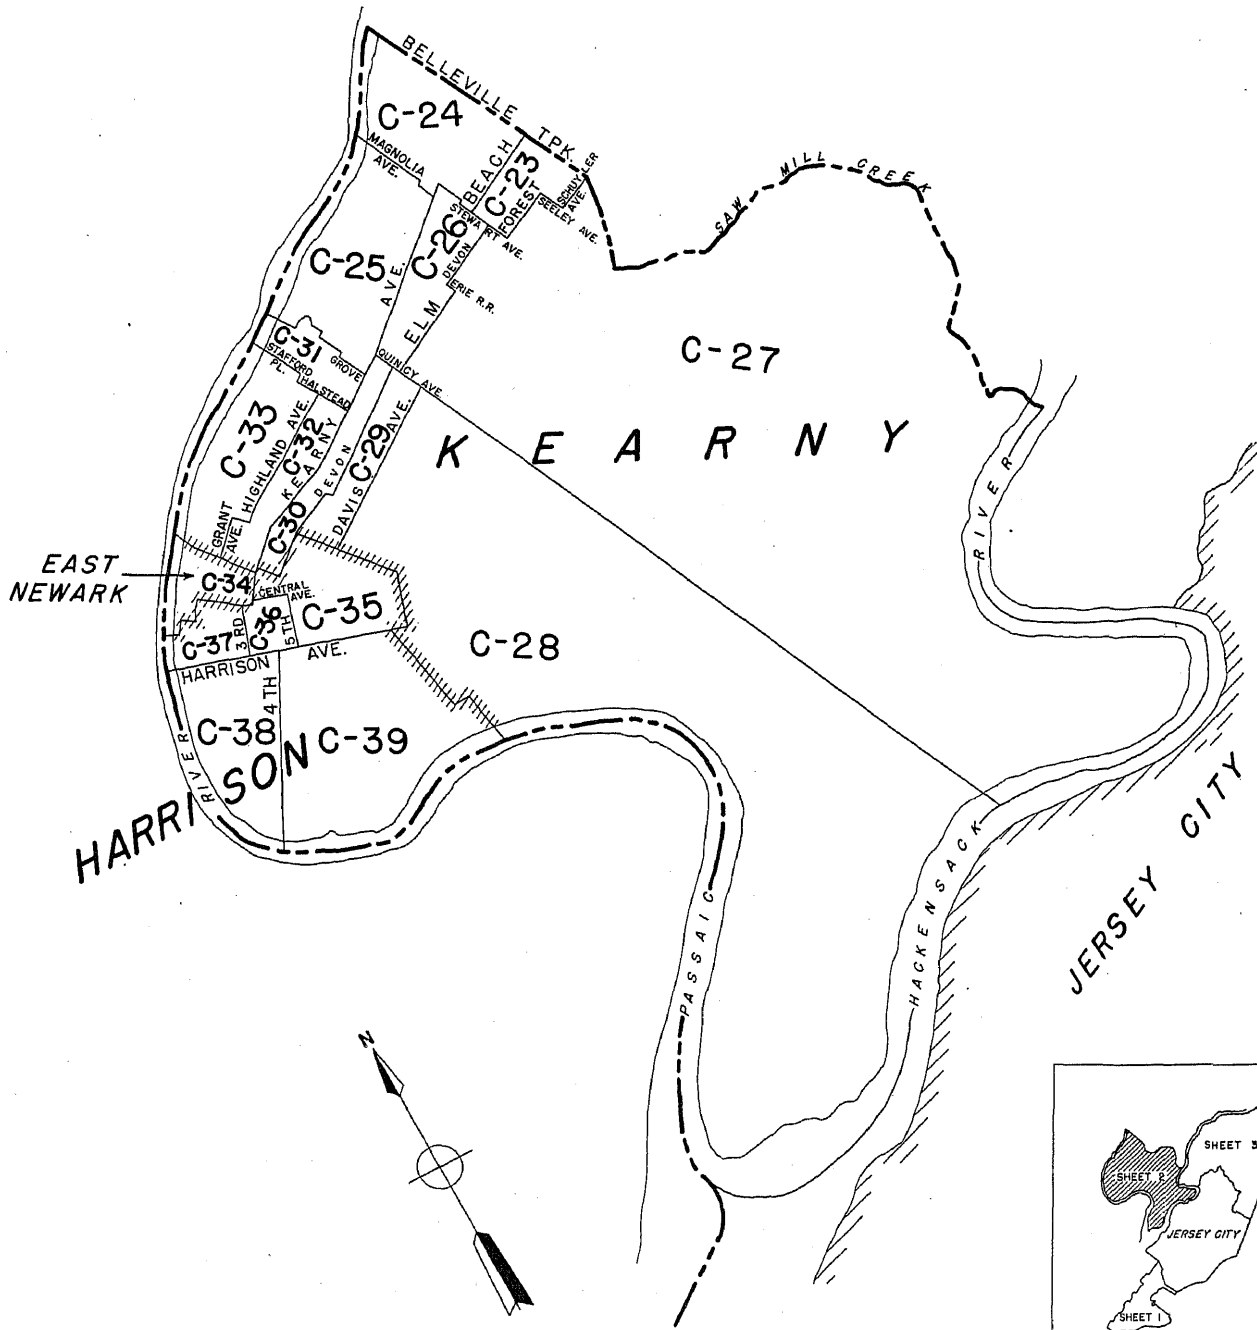 BELLEVILLE TPK.
C-24
MAGNOLIA AVE.
BEACH
C-23
FOREST
SCHUYLER AVE.
SEELEY AVE.
STEWART AVE.
SAW MILL CREEK
C-25
AVE.
C-26
DEVON
ERIE R.R.
ELM
C-31
STAFFORD PL.
GROVE
HALSTEAD
QUINCY AVE
C-27
KEARNY
C-33
HIGHLAND AVE.
C-32
KEARNY
DEVON
C-29
DAVIS AVE.
GRANT AVE.
C-30
RIVER
EAST
NEWARK
C-34
CENTRAL AVE.
C-35
C-36
C-37
3RD
5TH
HARRISON AVE.
C-28
4TH
C-38
C-39
RIVER
HARRISON
PASSAIC
HACKENSACK
JERSEY CITY
N
SHEET 3
SHEET 2
JERSEY CITY
SHEET 1